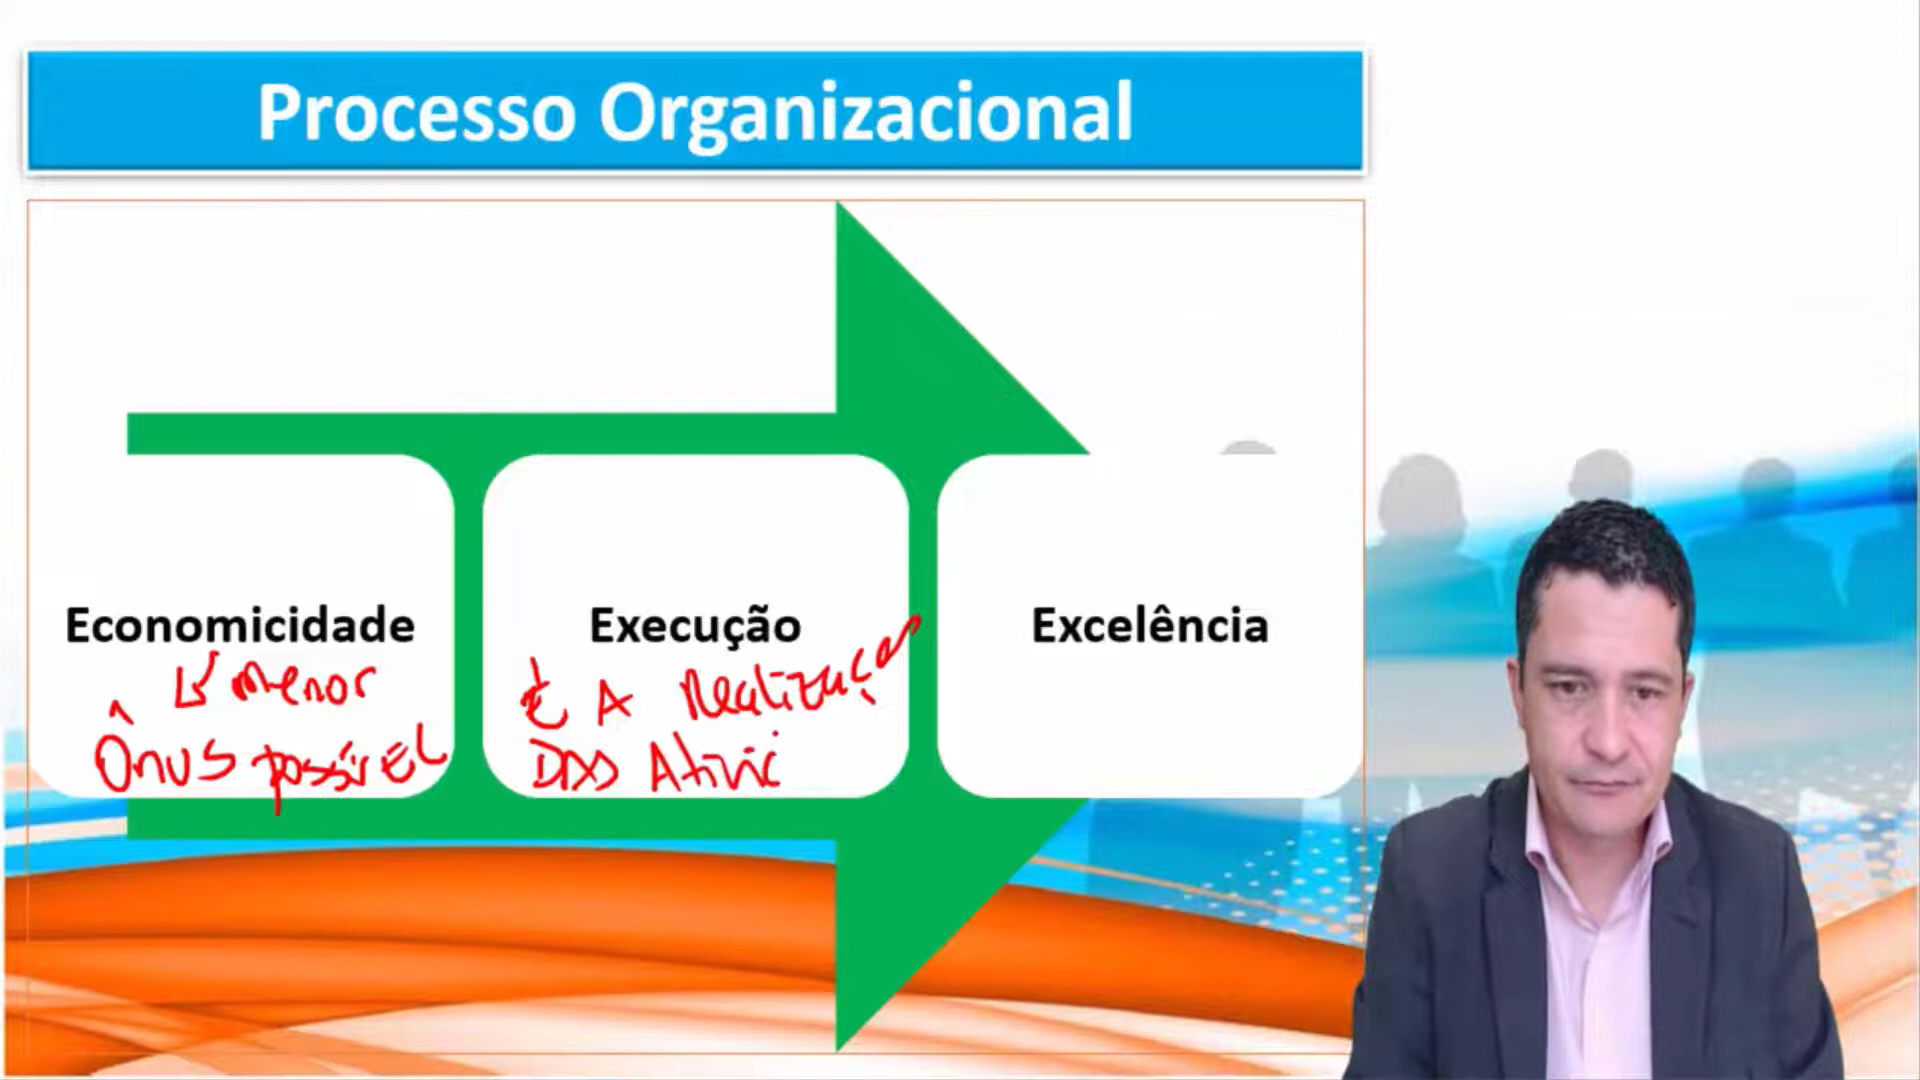 Processo Organizacional
Economicidade
menor
Ônus possível
Execução
É A Realização
DAS Ativi
Excelência